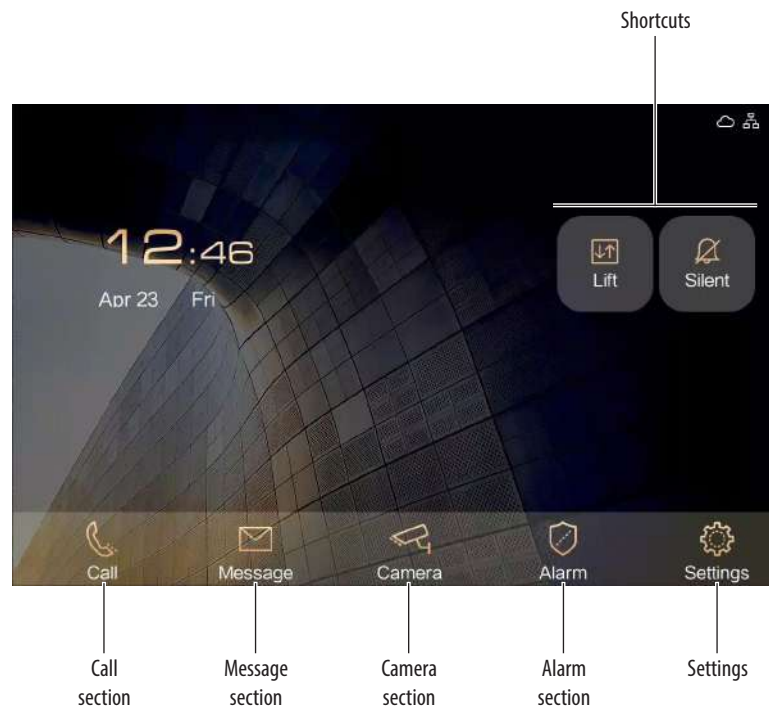 Shortcuts
12:46
Apr 23 Fri
Lift
Silent
Call
Message
Camera
Alarm
Settings
Call
section
Message
section
Camera
section
Alarm
section
Settings